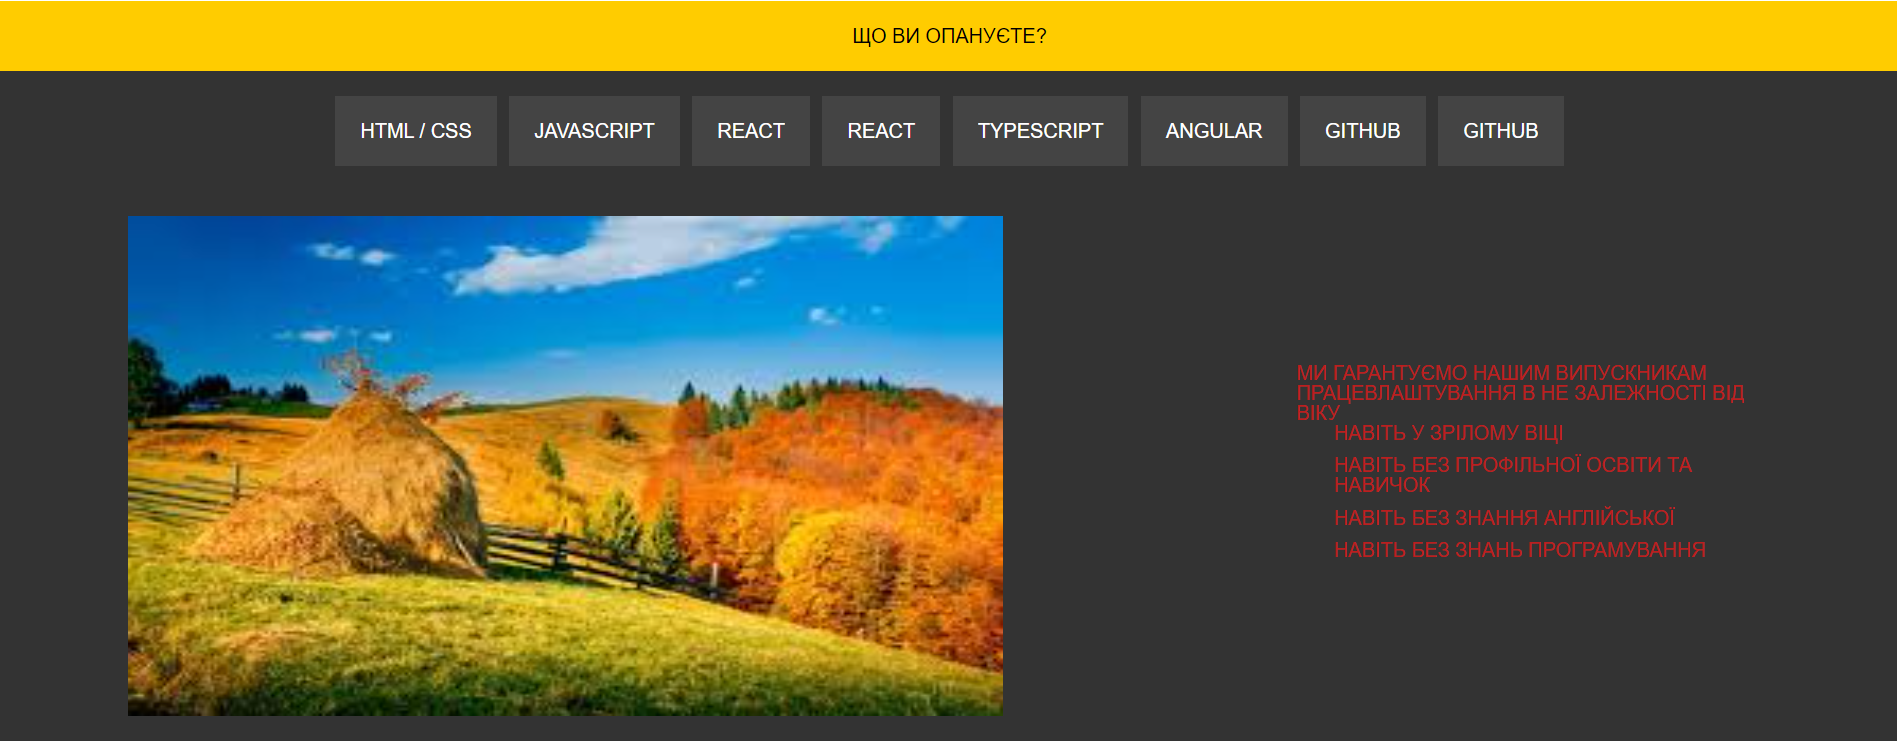 ЩО ВИ ОПАНУЄТЕ?
HTML / CSS
JAVASCRIPT
REACT
REACT
TYPESCRIPT
ANGULAR
GITHUB
GITHUB
МИ ГАРАНТУЄМО НАШИМ ВИПУСКНИКАМ
ПРАЦЕВЛАШТУВАННЯ В НЕ ЗАЛЕЖНОСТІ ВІД
ВІКУ
НАВІТЬ У ЗРІЛОМУ ВІЦІ
НАВІТЬ БЕЗ ПРОФІЛЬНОЇ ОСВІТИ ТА
НАВИЧОК
НАВІТЬ БЕЗ ЗНАННЯ АНГЛІЙСЬКОЇ
НАВІТЬ БЕЗ ЗНАНЬ ПРОГРАМУВАННЯ